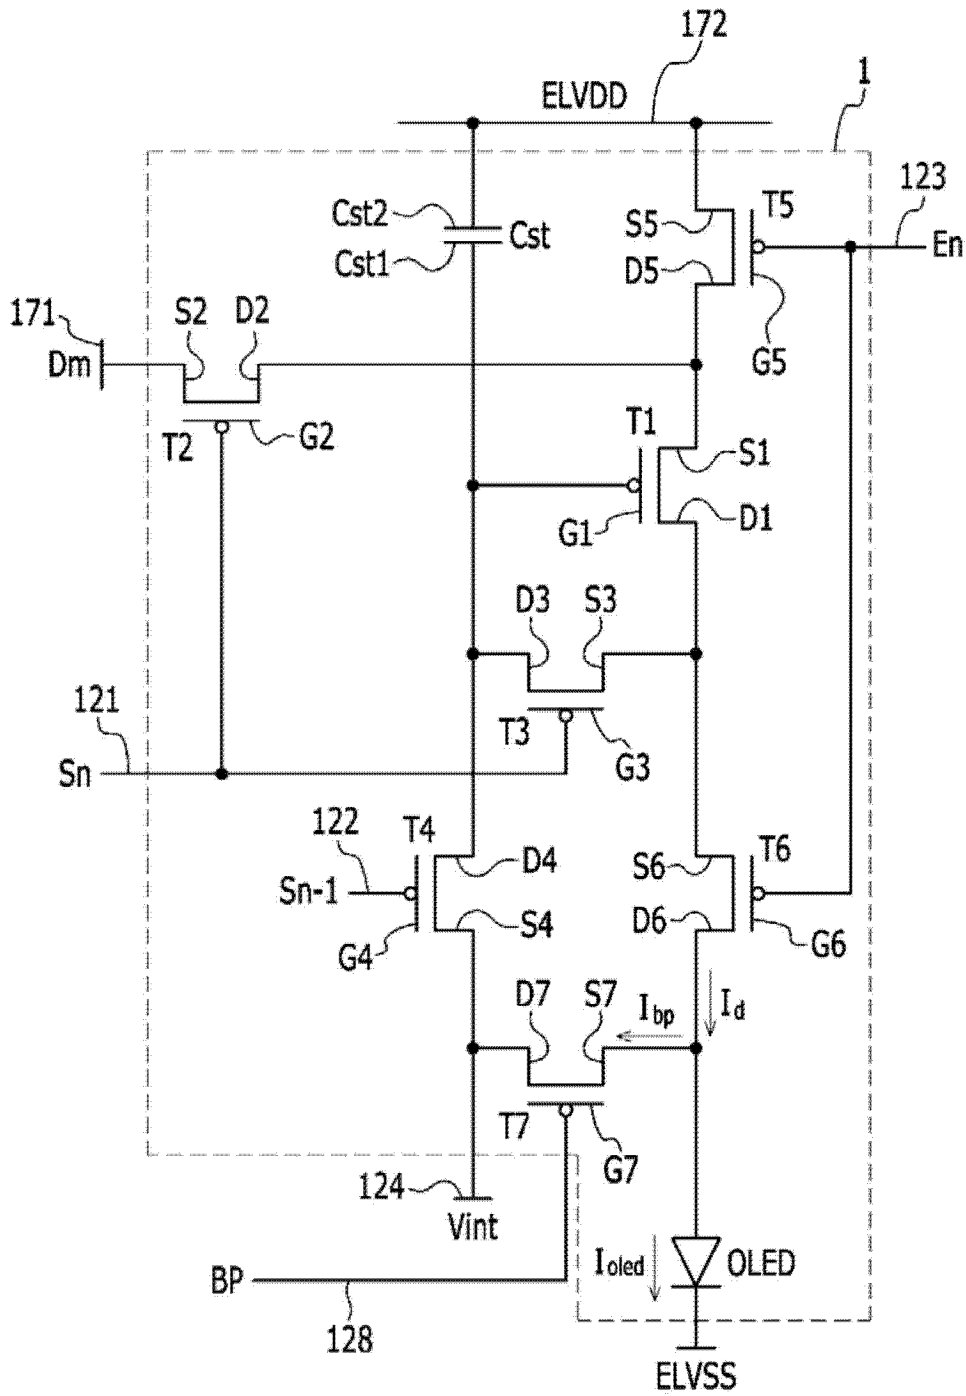 172
ELVDD
1
123
T5
Cst2
S5
Cst
En
Cst1
D5
171
S2
D2
Dm
G5
T1
G2
T2
S1
G1
D1
D3
S3
121
T3
G3
Sn
122
T4
T6
D4
S6
Sn-1
S4
D6
G4
G6
D7
S7
Ibp
Id
T7
G7
124
Vint
BP
Ioled
OLED
128
ELVSS